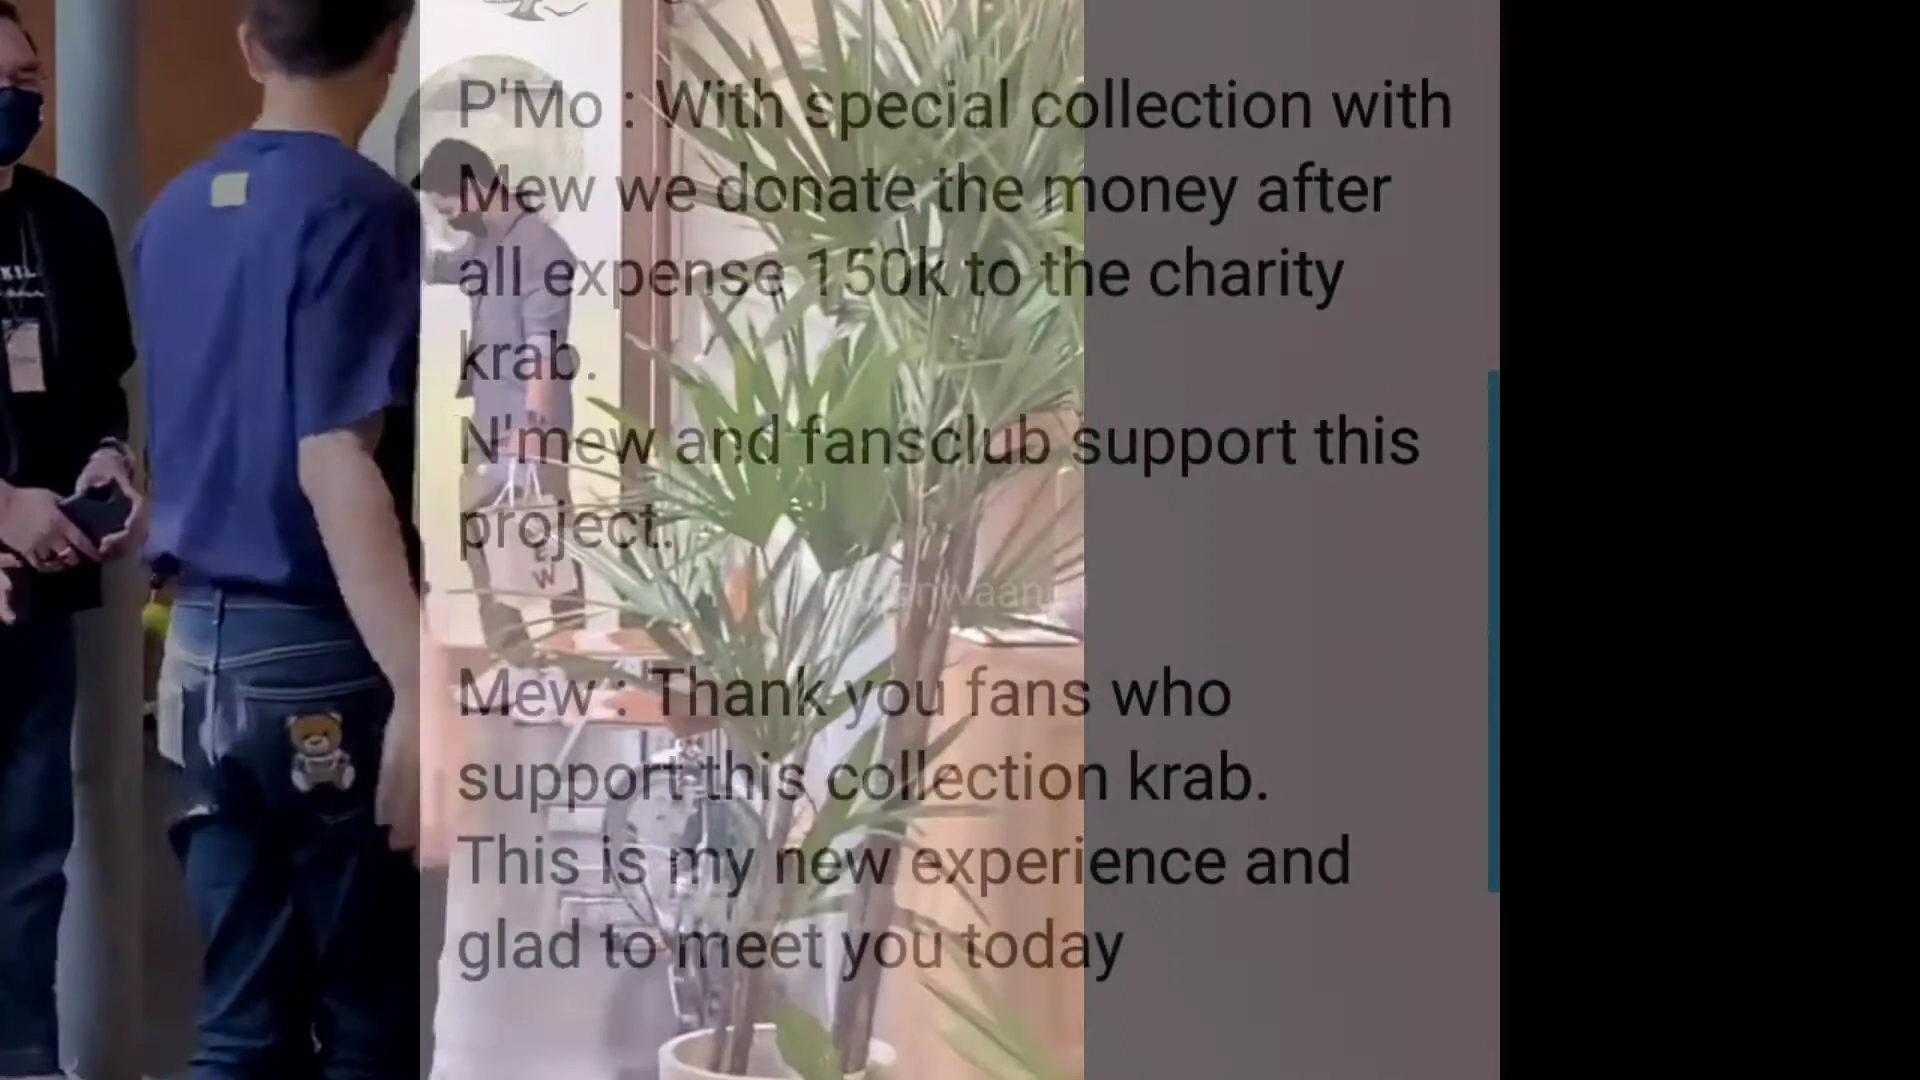 P'Mo : With special collection with
Mew we donate the money after
all expense 150k to the charity
krab.
N'mew and fansclub support this
project.
Mew : Thank you fans who
support this collection krab.
This is my new experience and
glad to meet you today
W